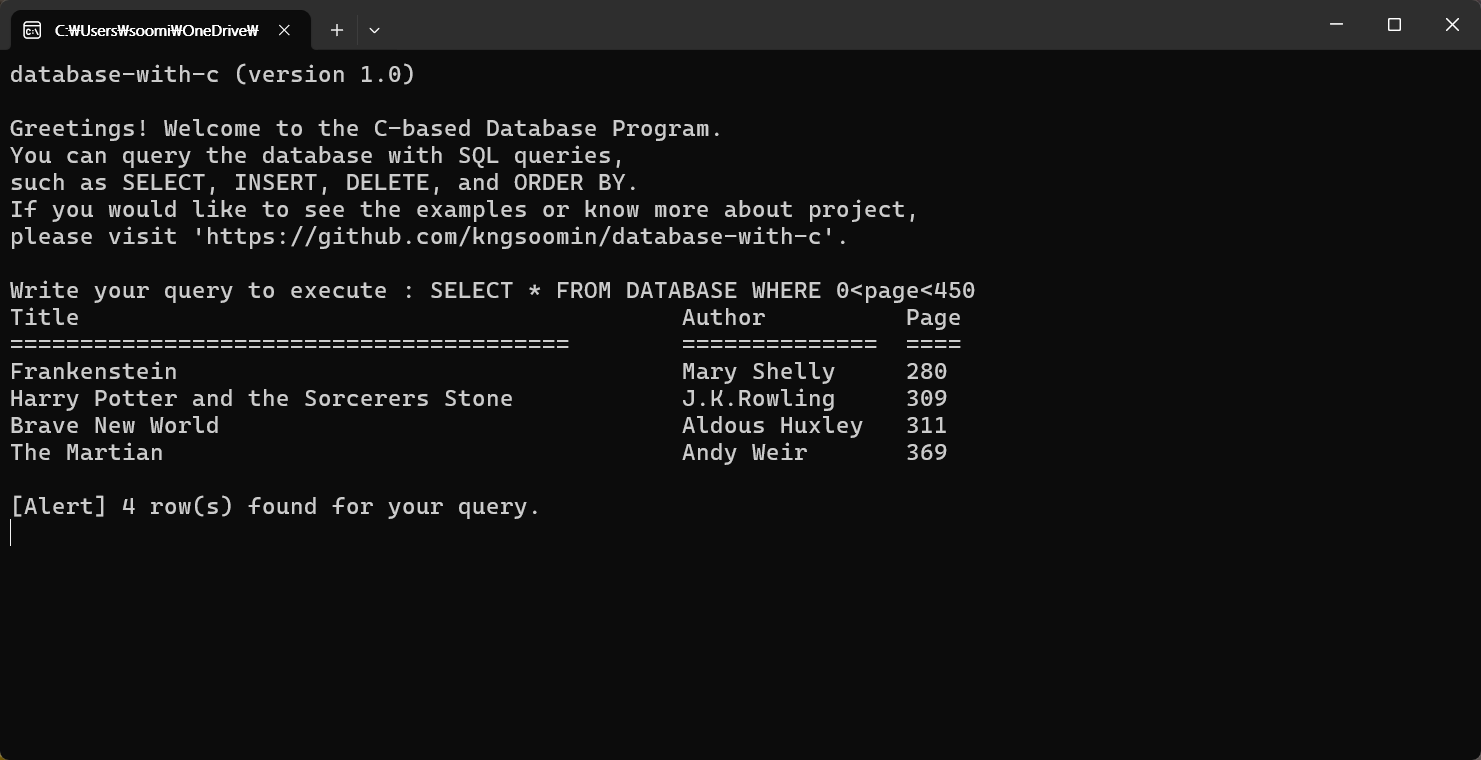 C:₩Users₩soomi₩OneDrive₩
database-with-c (version 1.0)
Greetings! Welcome to the C-based Database Program.
You can query the database with SQL queries,
such as SELECT, INSERT, DELETE, and ORDER BY.
If you would like to see the examples or know more about project,
please visit 'https://github.com/kngsoomin/database-with-c'.
Write your query to execute : SELECT * FROM DATABASE WHERE 0<page<450
Title Author Page
======================================== ============== ====
Frankenstein Mary Shelly 280
Harry Potter and the Sorcerers Stone J.K.Rowling 309
Brave New World Aldous Huxley 311
The Martian Andy Weir 369
[Alert] 4 row(s) found for your query.